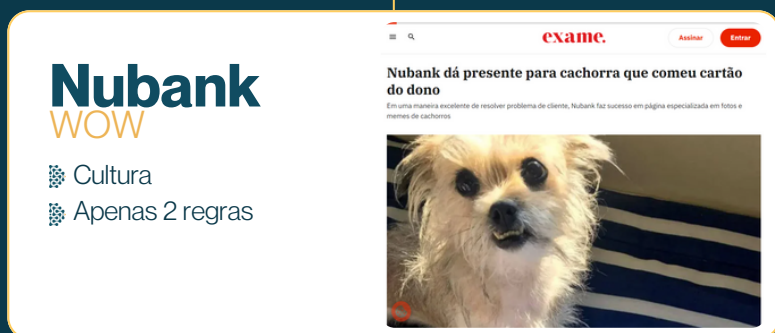 Nubank
WOW
Cultura
Apenas 2 regras
exame.
Assinar
Entrar
Nubank dá presente para cachorra que comeu cartão
do dono
Em uma maneira excelente de resolver problema de cliente, Nubank faz sucesso em página especializada em fotos e
memes de cachorros